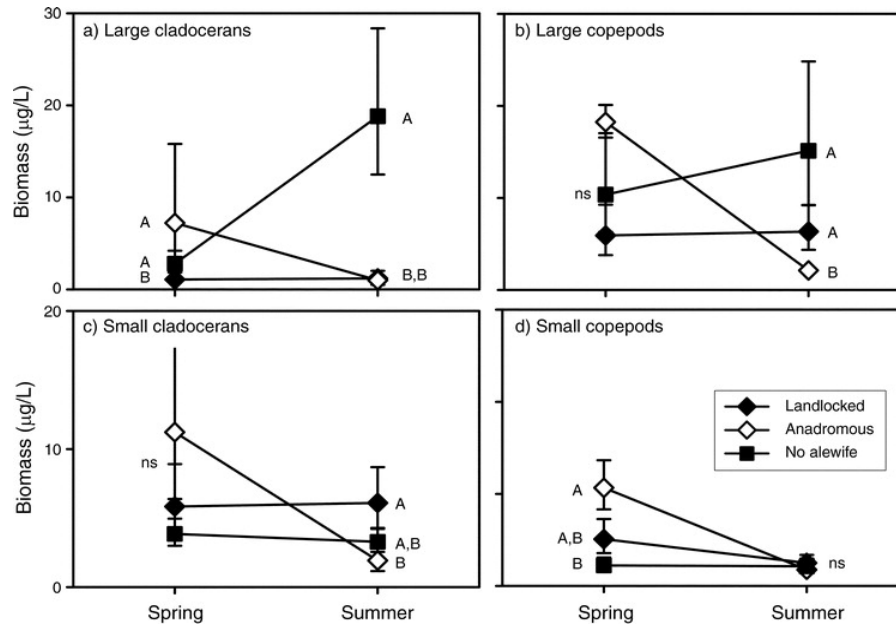 a) Large cladocerans
b) Large copepods
30
20
10
0
Biomass (µg/L)
A
A
B
A
B,B
ns
A
A
B
c) Small cladocerans
d) Small copepods
20
10
0
Biomass (µg/L)
ns
A
A,B
B
A
A,B
B
ns
Landlocked
Anadromous
No alewife
Spring
Summer
Spring
Summer